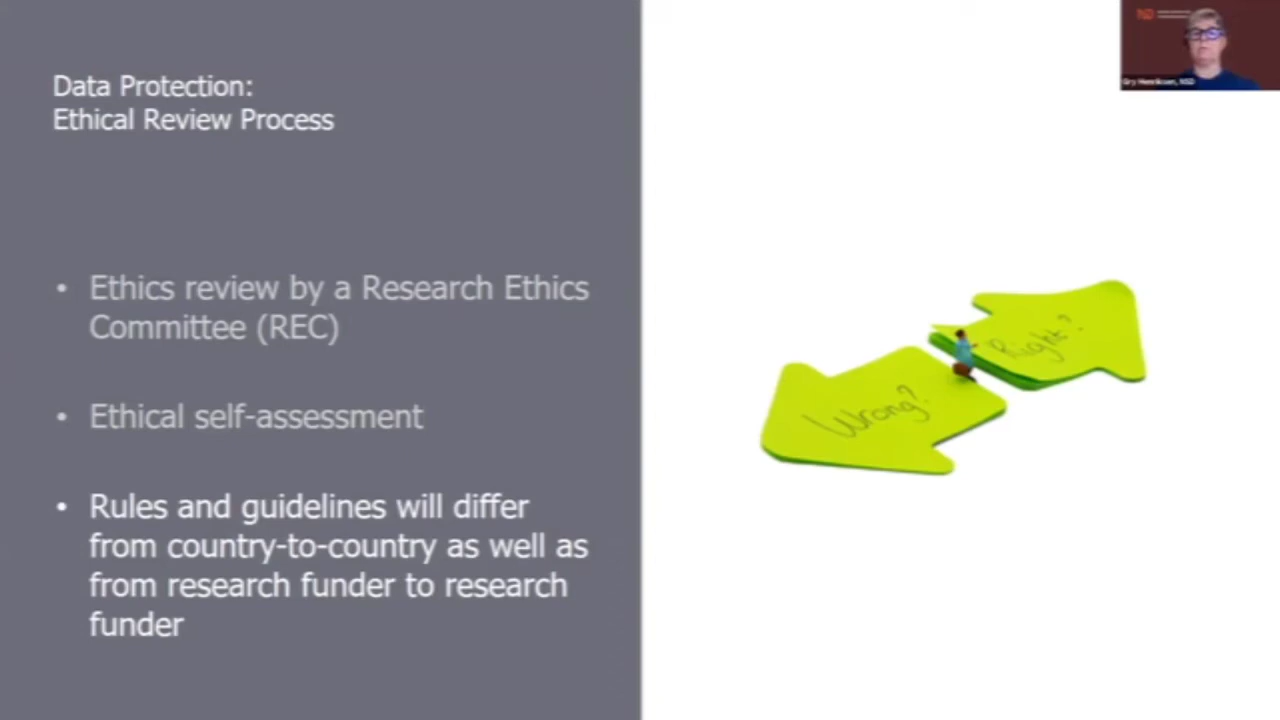 Data Protection:
Ethical Review Process
• Ethics review by a Research Ethics
Committee (REC)
• Ethical self-assessment
• Rules and guidelines will differ
from country-to-country as well as
from research funder to research
funder
Wrong?
Right?
NSD